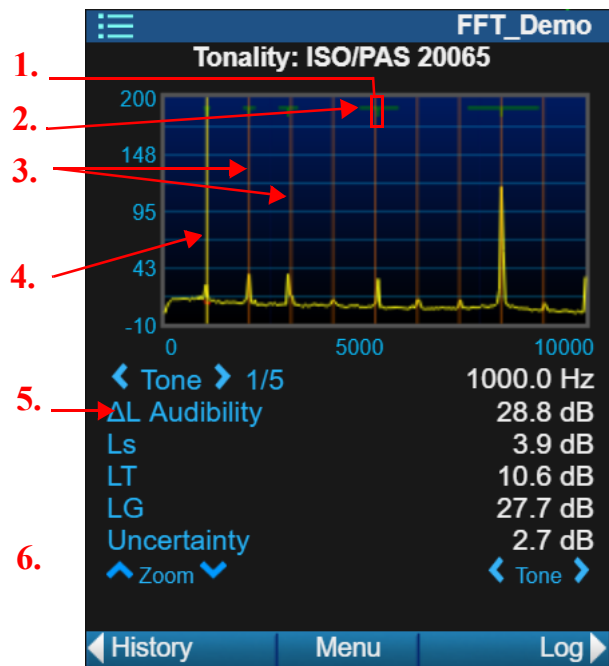 FFT_Demo
Tonality: ISO/PAS 20065
1.
2.
3.
4.
200
148
95
43
-10
0 5000 10000
Tone 1/5 1000.0 Hz
5.
ΔL Audibility 28.8 dB
Ls 3.9 dB
LT 10.6 dB
LG 27.7 dB
Uncertainty 2.7 dB
6.
Zoom Tone
History Menu Log